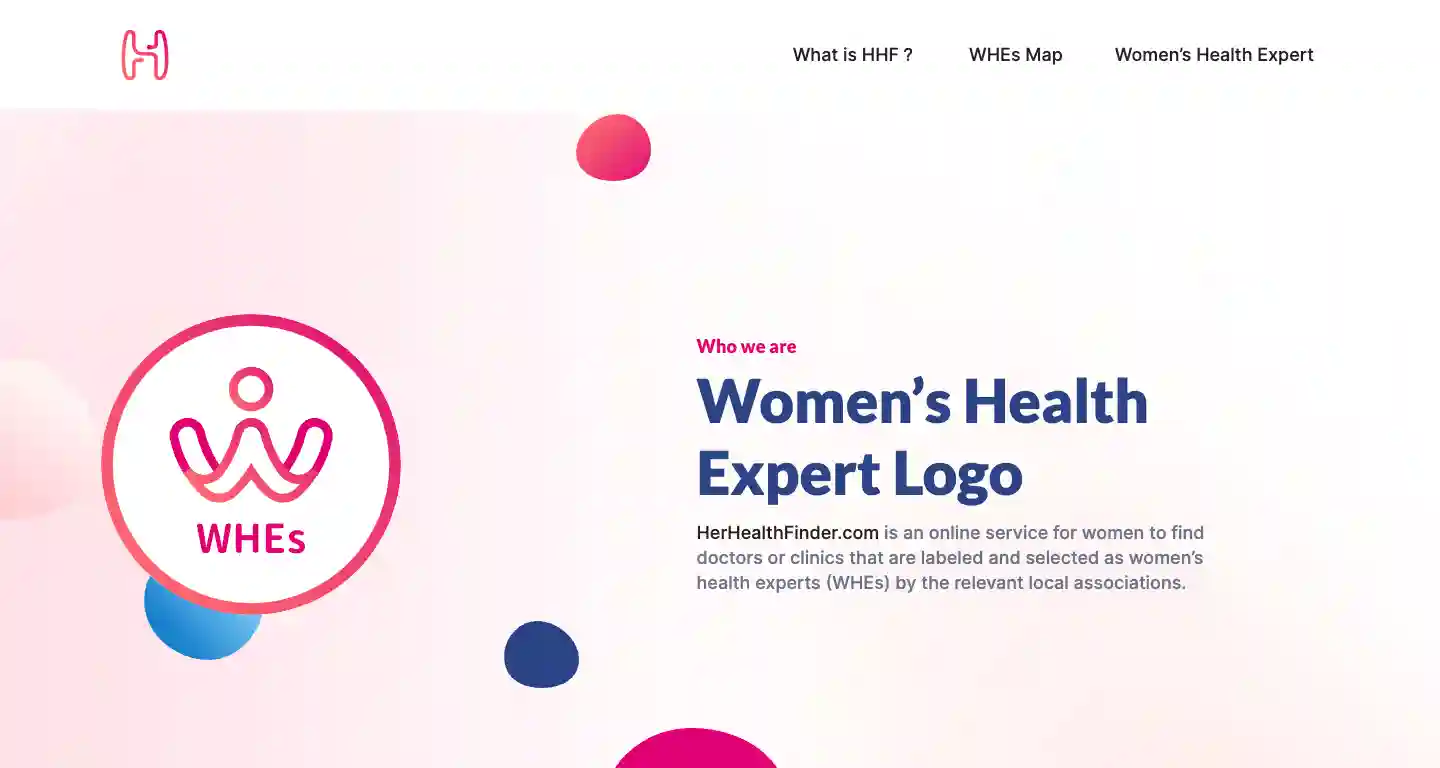 What is HHF ?
WHEs Map
Women’s Health Expert
WHEs
Who we are
Women’s Health
Expert Logo
HerHealthFinder.com is an online service for women to find
doctors or clinics that are labeled and selected as women’s
health experts (WHEs) by the relevant local associations.